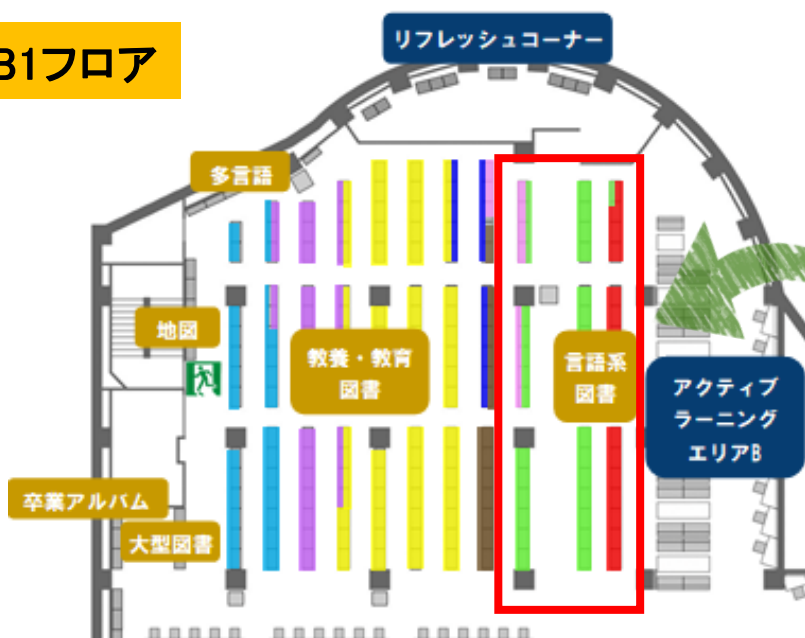 B1フロア
リフレッシュコーナー
多言語
地図
教養・教育
図書
言語系
図書
アクティブ
ラーニング
エリアB
卒業アルバム
大型図書